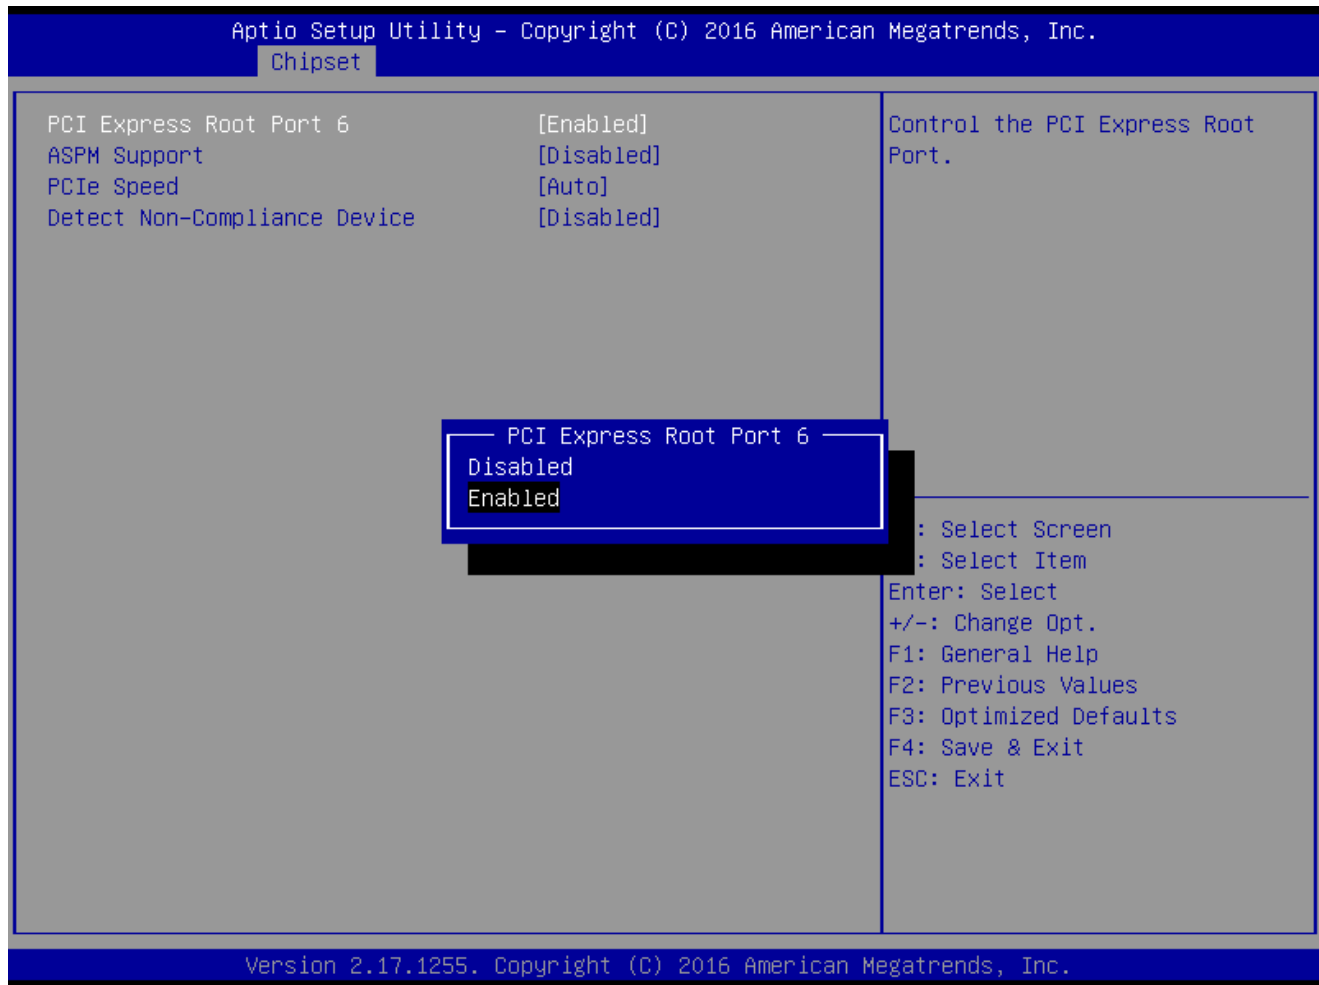 Aptio Setup Utility – Copyright (C) 2016 American Megatrends, Inc.
Chipset
PCI Express Root Port 6 [Enabled]
ASPM Support [Disabled]
PCIe Speed [Auto]
Detect Non-Compliance Device [Disabled]
Control the PCI Express Root
Port.
PCI Express Root Port 6
Disabled
Enabled
: Select Screen
: Select Item
Enter: Select
+/-: Change Opt.
F1: General Help
F2: Previous Values
F3: Optimized Defaults
F4: Save & Exit
ESC: Exit
Version 2.17.1255. Copyright (C) 2016 American Megatrends, Inc.